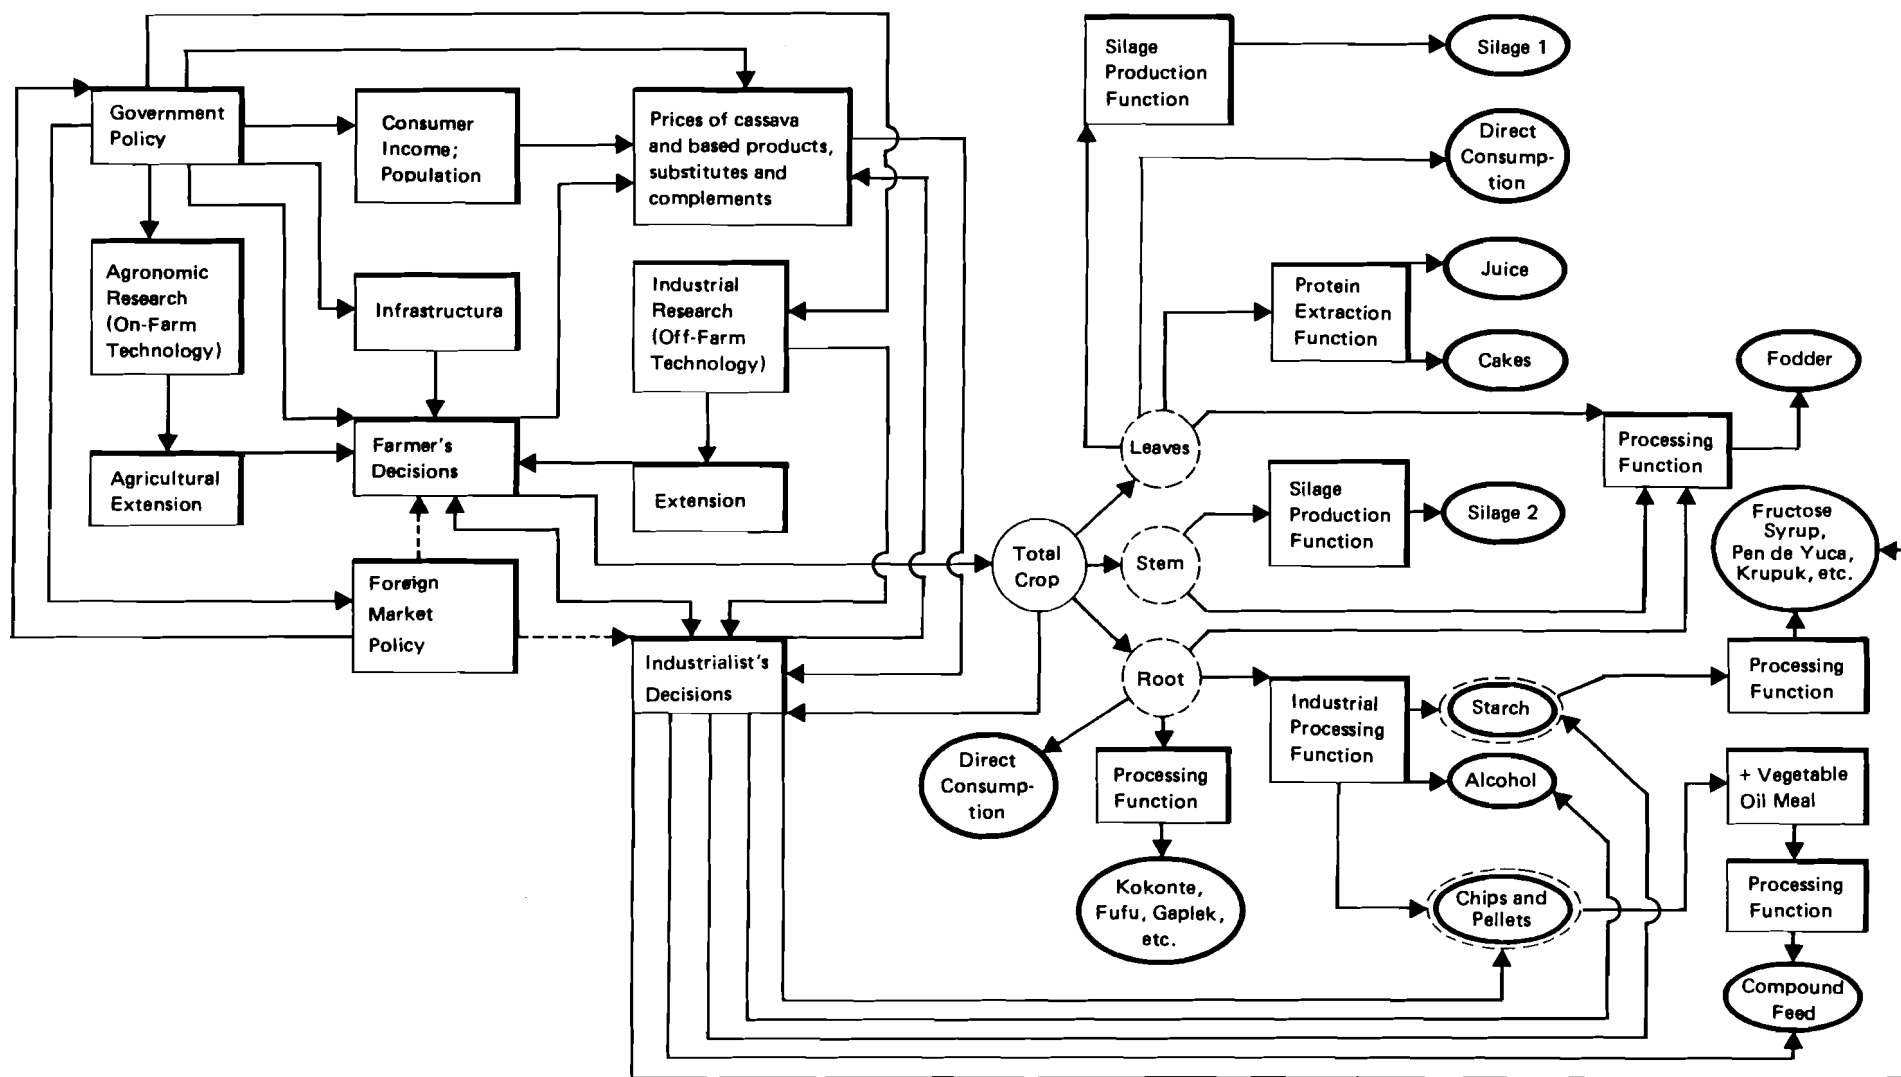 Government
Policy
Consumer
Income;
Population
Prices of cassava
and based products,
substitutes and
complements
Agronomic
Research
(On-Farm
Technology)
Infrastructura
Industrial
Research
(Off-Farm
Technology)
Agricultural
Extension
Farmer's
Decisions
Extension
Foreign
Market
Policy
Industrialist's
Decisions
Total
Crop
Leaves
Stem
Root
Silage
Production
Function
Silage 1
Direct
Consump-
tion
Protein
Extraction
Function
Juice
Cakes
Fodder
Processing
Function
Silage
Production
Function
Silage 2
Fructose
Syrup,
Pen de Yuca,
Krupuk, etc.
Processing
Function
Industrial
Processing
Function
Starch
Alcohol
Direct
Consump-
tion
Processing
Function
Kokonte,
Fufu, Gaplek,
etc.
Chips and
Pellets
+ Vegetable
Oil Meal
Processing
Function
Compound
Feed